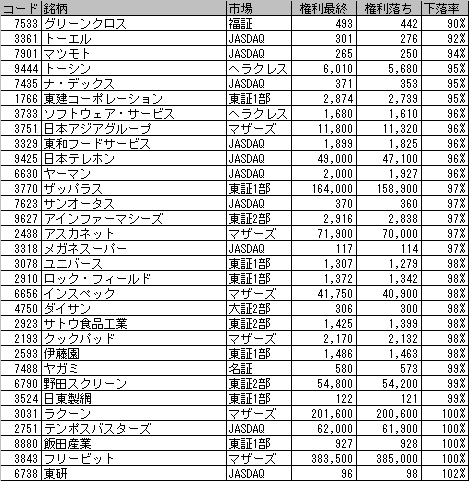 コード 銘柄 市場 権利最終 権利落ち 下落率
7533 グリーンクロス 福証 493 442 90%
3361 トーエル JASDAQ 301 276 92%
7901 マツモト JASDAQ 265 250 94%
9444 トーシン ヘラクレス 6,010 5,680 95%
7435 ナ・デックス JASDAQ 371 353 95%
1766 東建コーポレーション 東証1部 2,874 2,739 95%
3733 ソフトウェア・サービス ヘラクレス 1,680 1,610 96%
3751 日本アジアグループ マザーズ 11,800 11,320 96%
3329 東和フードサービス JASDAQ 1,899 1,825 96%
9425 日本テレホン JASDAQ 49,000 47,100 96%
6630 ヤーマン JASDAQ 2,000 1,927 96%
3770 ザッパラス 東証1部 164,000 158,900 97%
7623 サンオータス JASDAQ 370 360 97%
9627 アインファーマシーズ 東証2部 2,916 2,838 97%
2438 アスカネット マザーズ 71,900 70,000 97%
3318 メガネスーパー JASDAQ 117 114 97%
3078 ユニバース 東証1部 1,307 1,279 98%
2910 ロック・フィールド 東証1部 1,372 1,342 98%
6656 インスペック マザーズ 41,750 40,900 98%
4750 ダイサン 大証2部 306 300 98%
2923 サトウ食品工業 東証2部 1,425 1,399 98%
2193 クックパッド マザーズ 2,170 2,132 98%
2593 伊藤園 東証1部 1,486 1,463 98%
7488 ヤガミ 名証 580 573 99%
6790 野田スクリーン 東証2部 54,800 54,200 99%
3524 日東製網 東証1部 122 121 99%
3031 ラクーン マザーズ 201,600 200,600 100%
2751 テンポスバスターズ JASDAQ 62,000 61,900 100%
8880 飯田産業 東証1部 927 928 100%
3843 フリービット マザーズ 383,500 385,000 100%
6738 東研 JASDAQ 96 98 102%